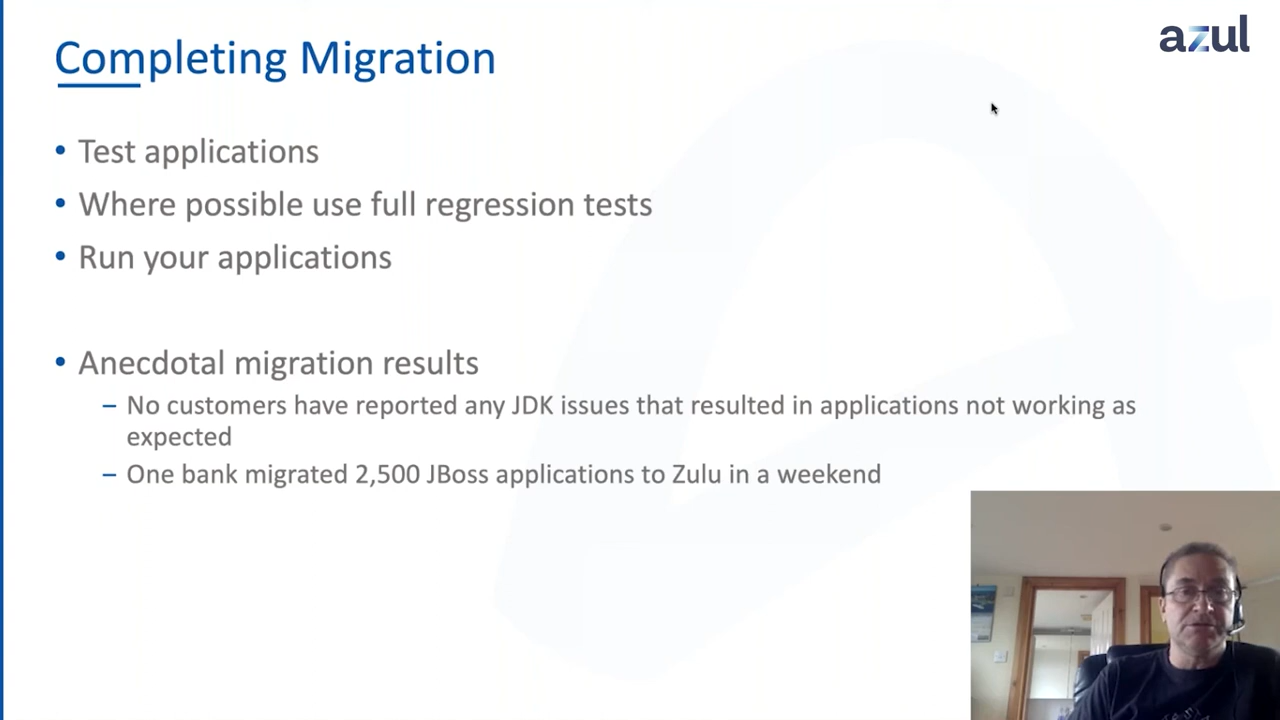 Completing Migration
azul
• Test applications
• Where possible use full regression tests
• Run your applications
• Anecdotal migration results
– No customers have reported any JDK issues that resulted in applications not working as
expected
– One bank migrated 2,500 JBoss applications to Zulu in a weekend